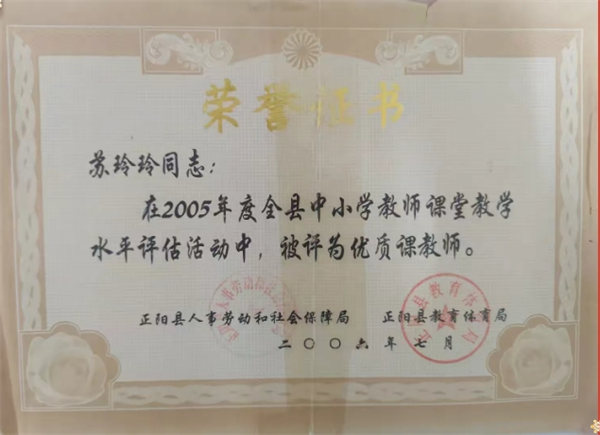 荣誉证书
苏玲玲同志：
在2005年度全县中小学教师课堂教学
水平评估活动中，被评为优质课教师。
正阳县人事劳动和社会保障局 正阳县教育体育局
二〇〇六年七月